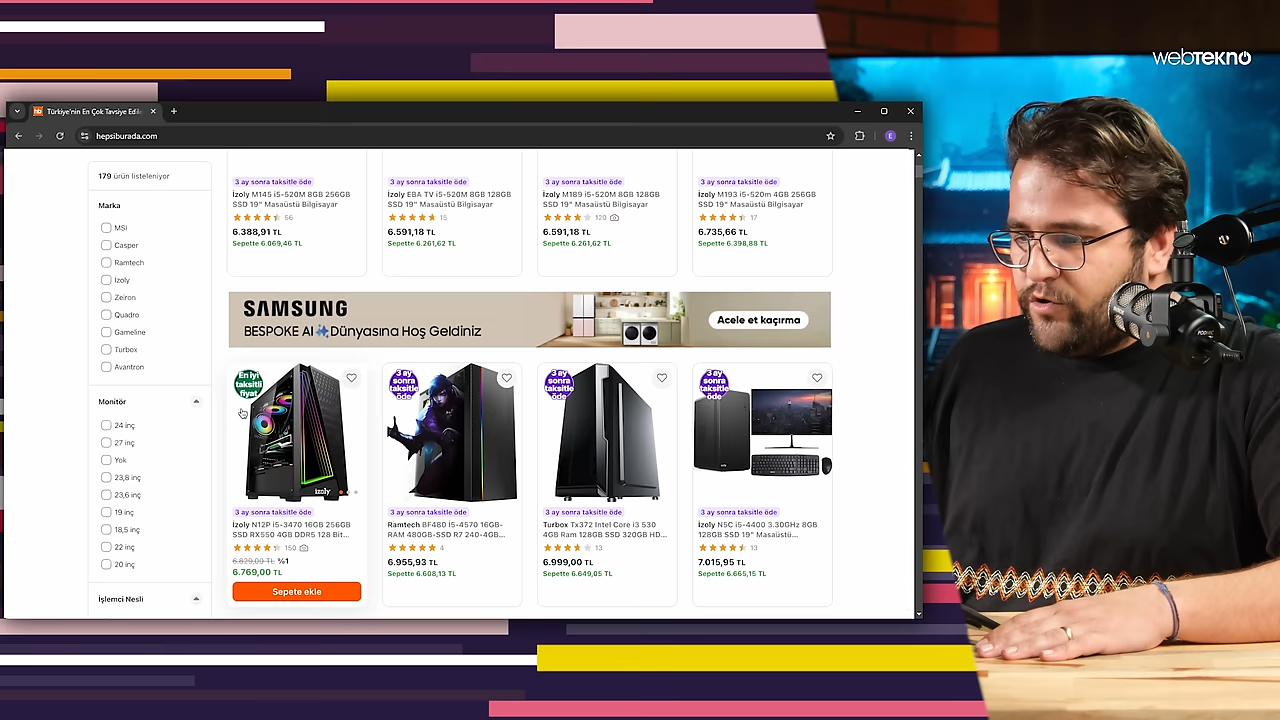 webTEKNO
Türkiye'nin En Çok Tavsiye Edil
hepsiburada.com
E
179 ürün listeleniyor
Marka
MSI
Casper
Ramtech
İzoly
Zeiron
Quadro
Gameline
Turbox
Avantron
Monitör
24 inç
27 inç
Yok
23,8 inç
23,6 inç
19 inç
18,5 inç
22 inç
20 inç
İşlemci Nesli
3 ay sonra taksitle öde
İzoly M145 i5-520M 8GB 256GB
SSD 19" Masaüstü Bilgisayar
56
6.388,91 TL
Sepette 6.069,46 TL
3 ay sonra taksitle öde
İzoly EBA TV i5-520M 8GB 128GB
SSD 19" Masaüstü Bilgisayar
15
6.591,18 TL
Sepette 6.261,62 TL
3 ay sonra taksitle öde
İzoly M189 i5-520M 8GB 128GB
SSD 19" Masaüstü Bilgisayar
120
6.591,18 TL
Sepette 6.261,62 TL
3 ay sonra taksitle öde
İzoly M193 i5-520m 4GB 256GB
SSD 19" Masaüstü Bilgisayar
17
6.735,66 TL
Sepette 6.398,88 TL
SAMSUNG
BESPOKE AI Dünyasına Hoş Geldiniz
Acele et kaçırma
En iyi
taksitli
fiyat
izoly
3 ay sonra taksitle öde
İzoly N12P i5-3470 16GB 256GB
SSD RX550 4GB DDR5 128 Bit...
150
6.829,00 TL %1
6.769,00 TL
Sepete ekle
3 ay
sonra
taksitle
öde
3 ay sonra taksitle öde
Ramtech BF480 İ5-4570 16GB-
RAM 480GB-SSD R7 240-4GB...
4
6.955,93 TL
Sepette 6.608,13 TL
3 ay
sonra
taksitle
öde
3 ay sonra taksitle öde
Turbox Tx372 Intel Core i3 530
4GB Ram 128GB SSD 320GB HD...
13
6.999,00 TL
Sepette 6.649,05 TL
3 ay
sonra
taksitle
öde
3 ay sonra taksitle öde
İzoly N5C i5-4400 3.30GHz 8GB
128GB SSD 19" Masaüstü...
13
7.015,95 TL
Sepette 6.665,15 TL